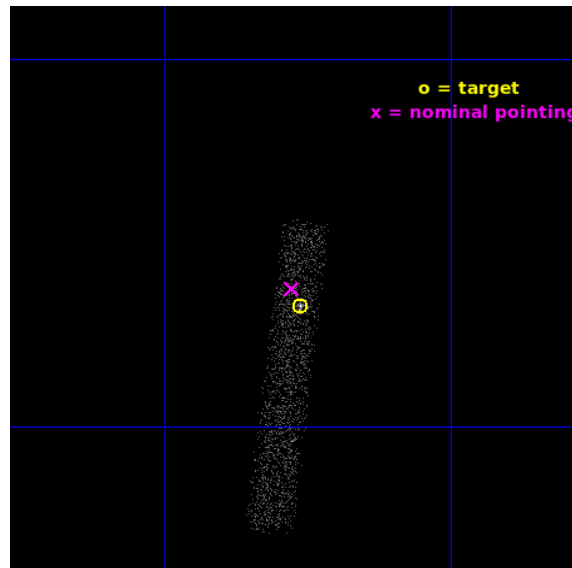 o = target
x = nominal pointing